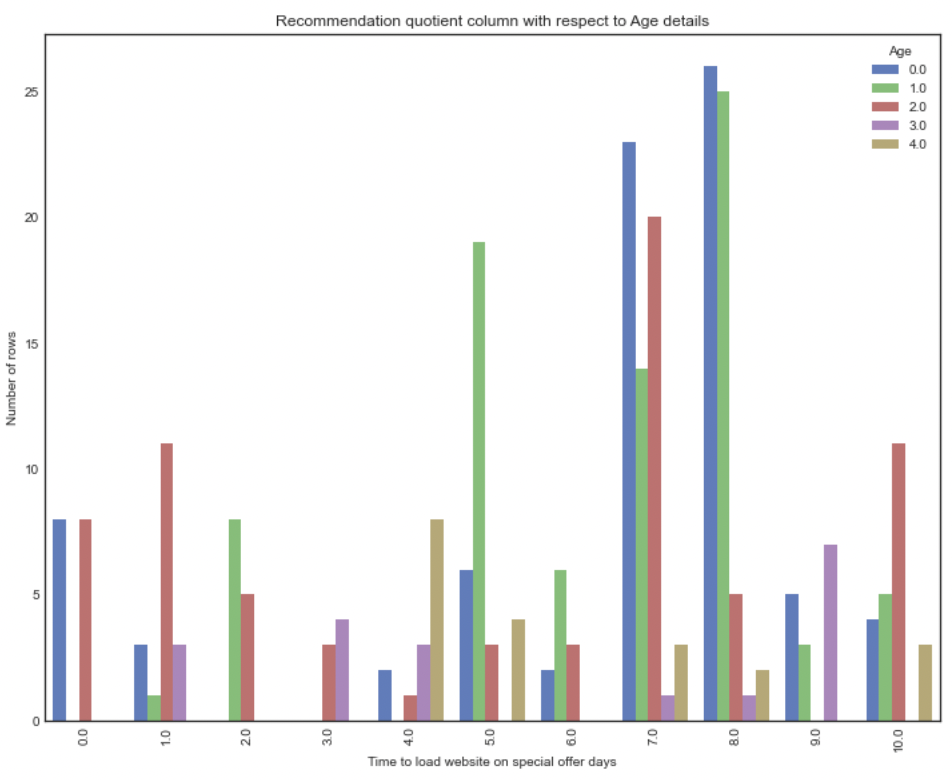 Recommendation quotient column with respect to Age details
Age
0.0
1.0
2.0
3.0
4.0
25
20
15
10
5
0
Number of rows
0.0 1.0 2.0 3.0 4.0 5.0 6.0 7.0 8.0 9.0 10.0
Time to load website on special offer days